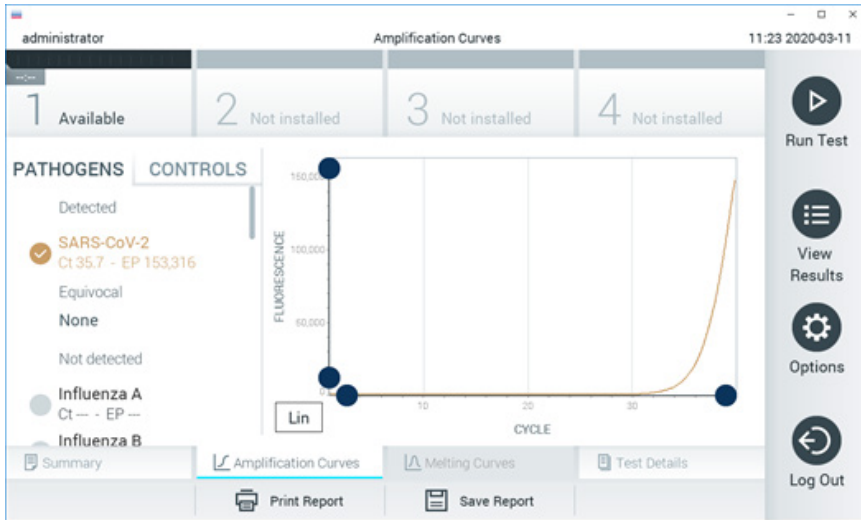 administrator
Amplification Curves
11:23 2020-03-11
--:--
1 Available
2 Not installed
3 Not installed
4 Not installed
Run Test
PATHOGENS
CONTROLS
Detected
SARS-CoV-2
Ct 35.7 - EP 153,316
Equivocal
None
Not detected
Influenza A
Ct --- - EP ---
Influenza B
FLUORESCENCE
150,000
100,000
50,000
0
10
20
30
CYCLE
Lin
View
Results
Options
Log Out
Summary
Amplification Curves
Melting Curves
Test Details
Print Report
Save Report